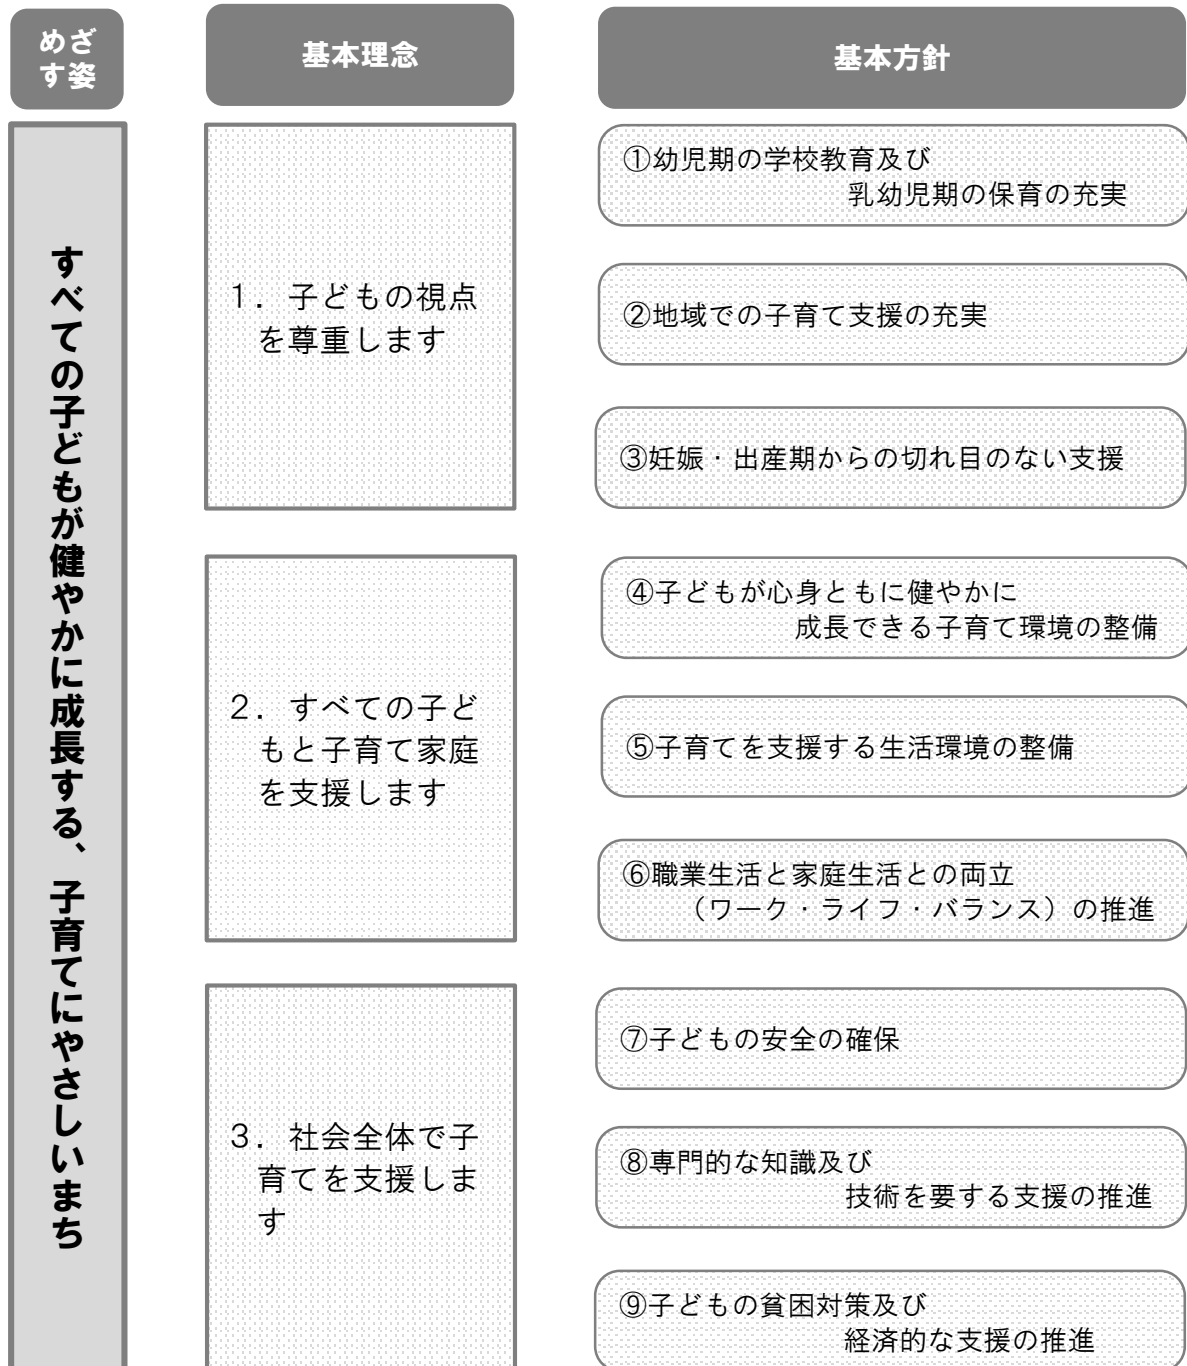 めざ
す姿
基本理念
基本方針
すべての子どもが健やかに成長する、子育てにやさしいまち
１．子どもの視点
を尊重します
２．すべての子ど
もと子育て家庭
を支援します
３．社会全体で子
育てを支援しま
す
①幼児期の学校教育及び
乳幼児期の保育の充実
②地域での子育て支援の充実
③妊娠・出産期からの切れ目のない支援
④子どもが心身ともに健やかに
成長できる子育て環境の整備
⑤子育てを支援する生活環境の整備
⑥職業生活と家庭生活との両立
（ワーク・ライフ・バランス）の推進
⑦子どもの安全の確保
⑧専門的な知識及び
技術を要する支援の推進
⑨子どもの貧困対策及び
経済的な支援の推進